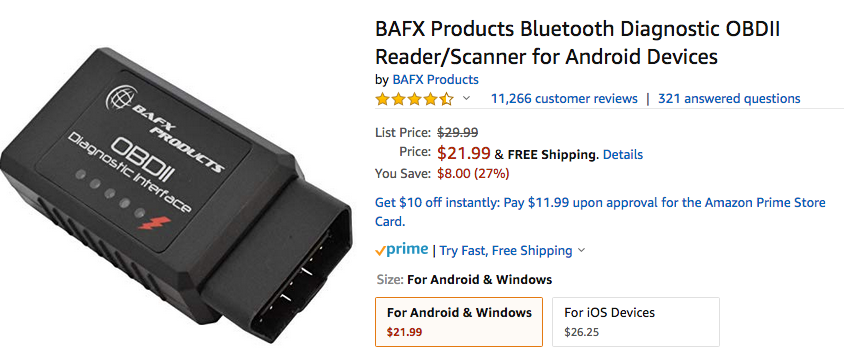 BAFX
PRODUCTS
OBDII
Diagnostic Interface
BAFX Products Bluetooth Diagnostic OBDII
Reader/Scanner for Android Devices
by BAFX Products
11,266 customer reviews | 321 answered questions
List Price: $29.99
Price: $21.99 & FREE Shipping. Details
You Save: $8.00 (27%)
Get $10 off instantly: Pay $11.99 upon approval for the Amazon Prime Store
Card.
prime | Try Fast, Free Shipping
Size: For Android & Windows
For Android & Windows
$21.99
For iOS Devices
$26.25